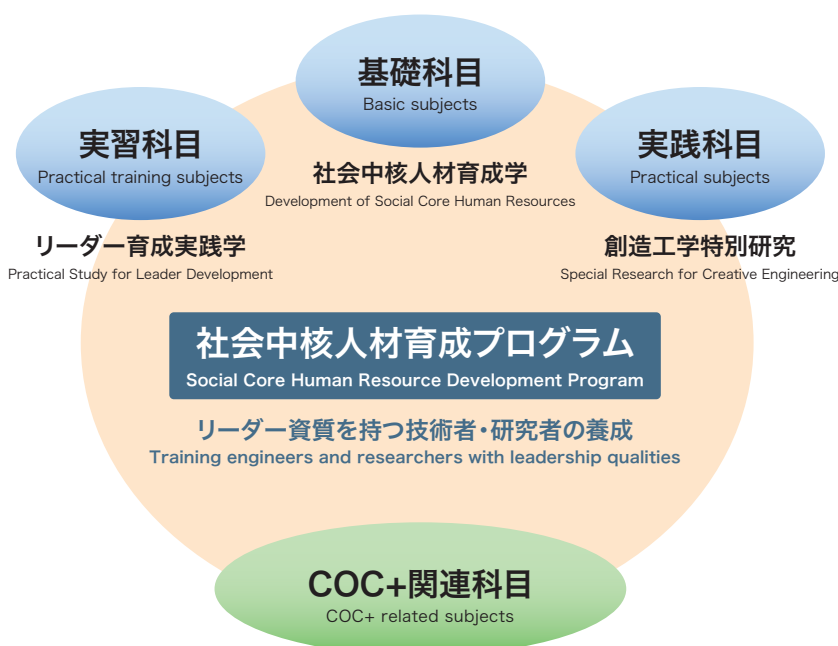 基礎科目
Basic subjects
実習科目
Practical training subjects
実践科目
Practical subjects
社会中核人材育成学
Development of Social Core Human Resources
リーダー育成実践学
Practical Study for Leader Development
創造工学特別研究
Special Research for Creative Engineering
社会中核人材育成プログラム
Social Core Human Resource Development Program
リーダー資質を持つ技術者・研究者の養成
Training engineers and researchers with leadership qualities
COC+関連科目
COC+ related subjects